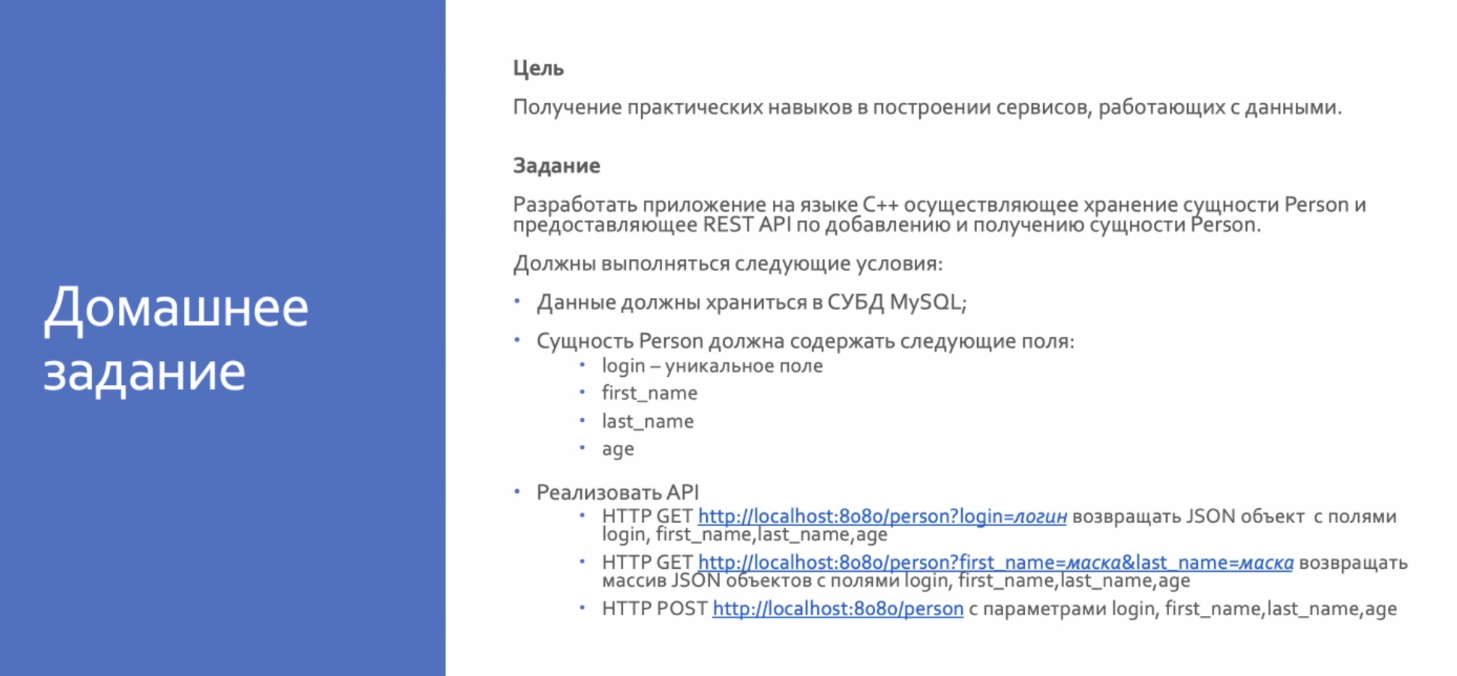 Домашнее
задание
Цель
Получение практических навыков в построении сервисов, работающих с данными.
Задание
Разработать приложение на языке C++ осуществляющее хранение сущности Person и
предоставляющее REST API по добавлению и получению сущности Person.
Должны выполняться следующие условия:
• Данные должны храниться в СУБД MySQL;
• Сущность Person должна содержать следующие поля:
• login – уникальное поле
• first_name
• last_name
• age
• Реализовать API
• HTTP GET http://localhost:8080/person?login=логин возвращать JSON объект с полями
login, first_name,last_name,age
• HTTP GET http://localhost:8080/person?first_name=маска&last_name=маска возвращать
массив JSON объектов с полями login, first_name,last_name,age
• HTTP POST http://localhost:8080/person с параметрами login, first_name,last_name,age